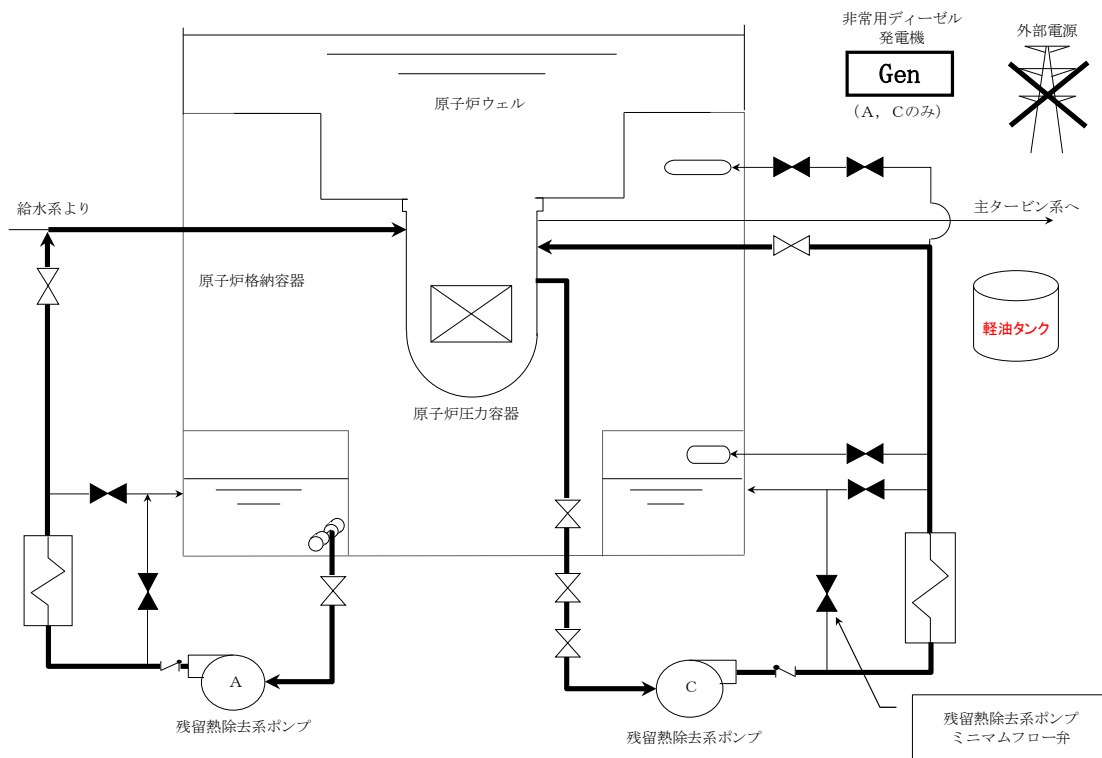 非常用ディーゼル
発電機
Gen
（A，Cのみ）
外部電源
原子炉ウェル
給水系より
主タービン系へ
原子炉格納容器
軽油タンク
原子炉圧力容器
A
残留熱除去系ポンプ
C
残留熱除去系ポンプ
残留熱除去系ポンプ
ミニマムフロー弁